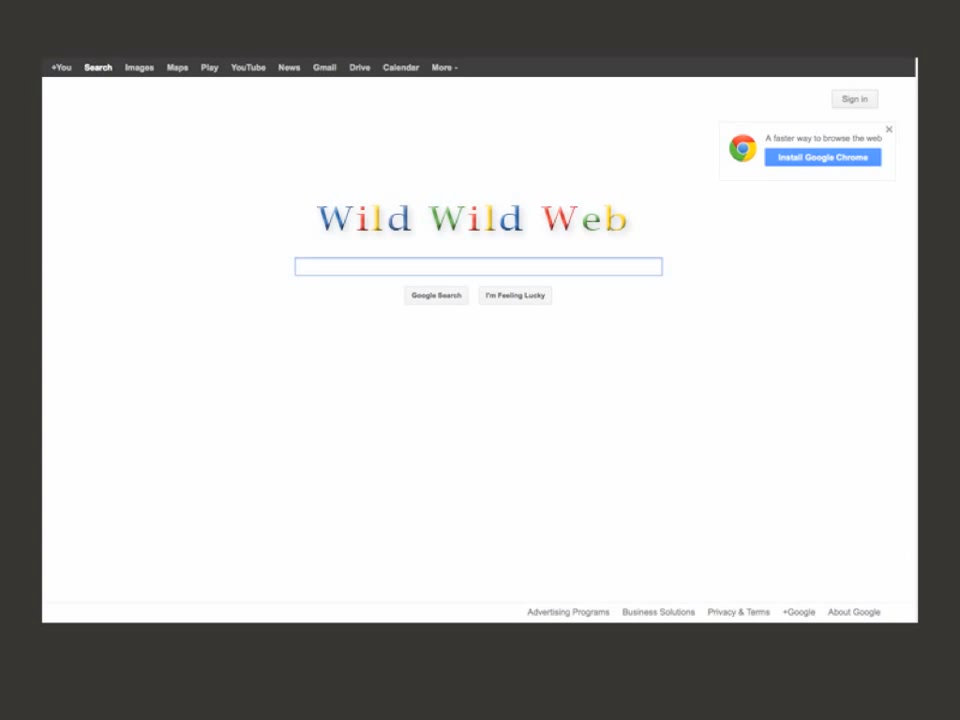 +You Search Images Maps Play YouTube News Gmail Drive Calendar More
Sign in
A faster way to browse the web
Install Google Chrome
Wild Wild Web
Google Search I'm Feeling Lucky
Advertising Programs Business Solutions Privacy & Terms +Google About Google